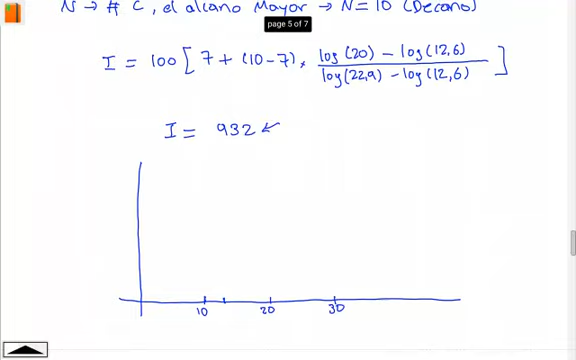 N → # C, el alcano Mayor → N = 10 (Decano)
page 5 of 7
I = 100 [ 7 + (10 - 7) * log(20) - log(12,6)
log(22,9) - log(12,6) ]
I = 932 ←
10 20 30